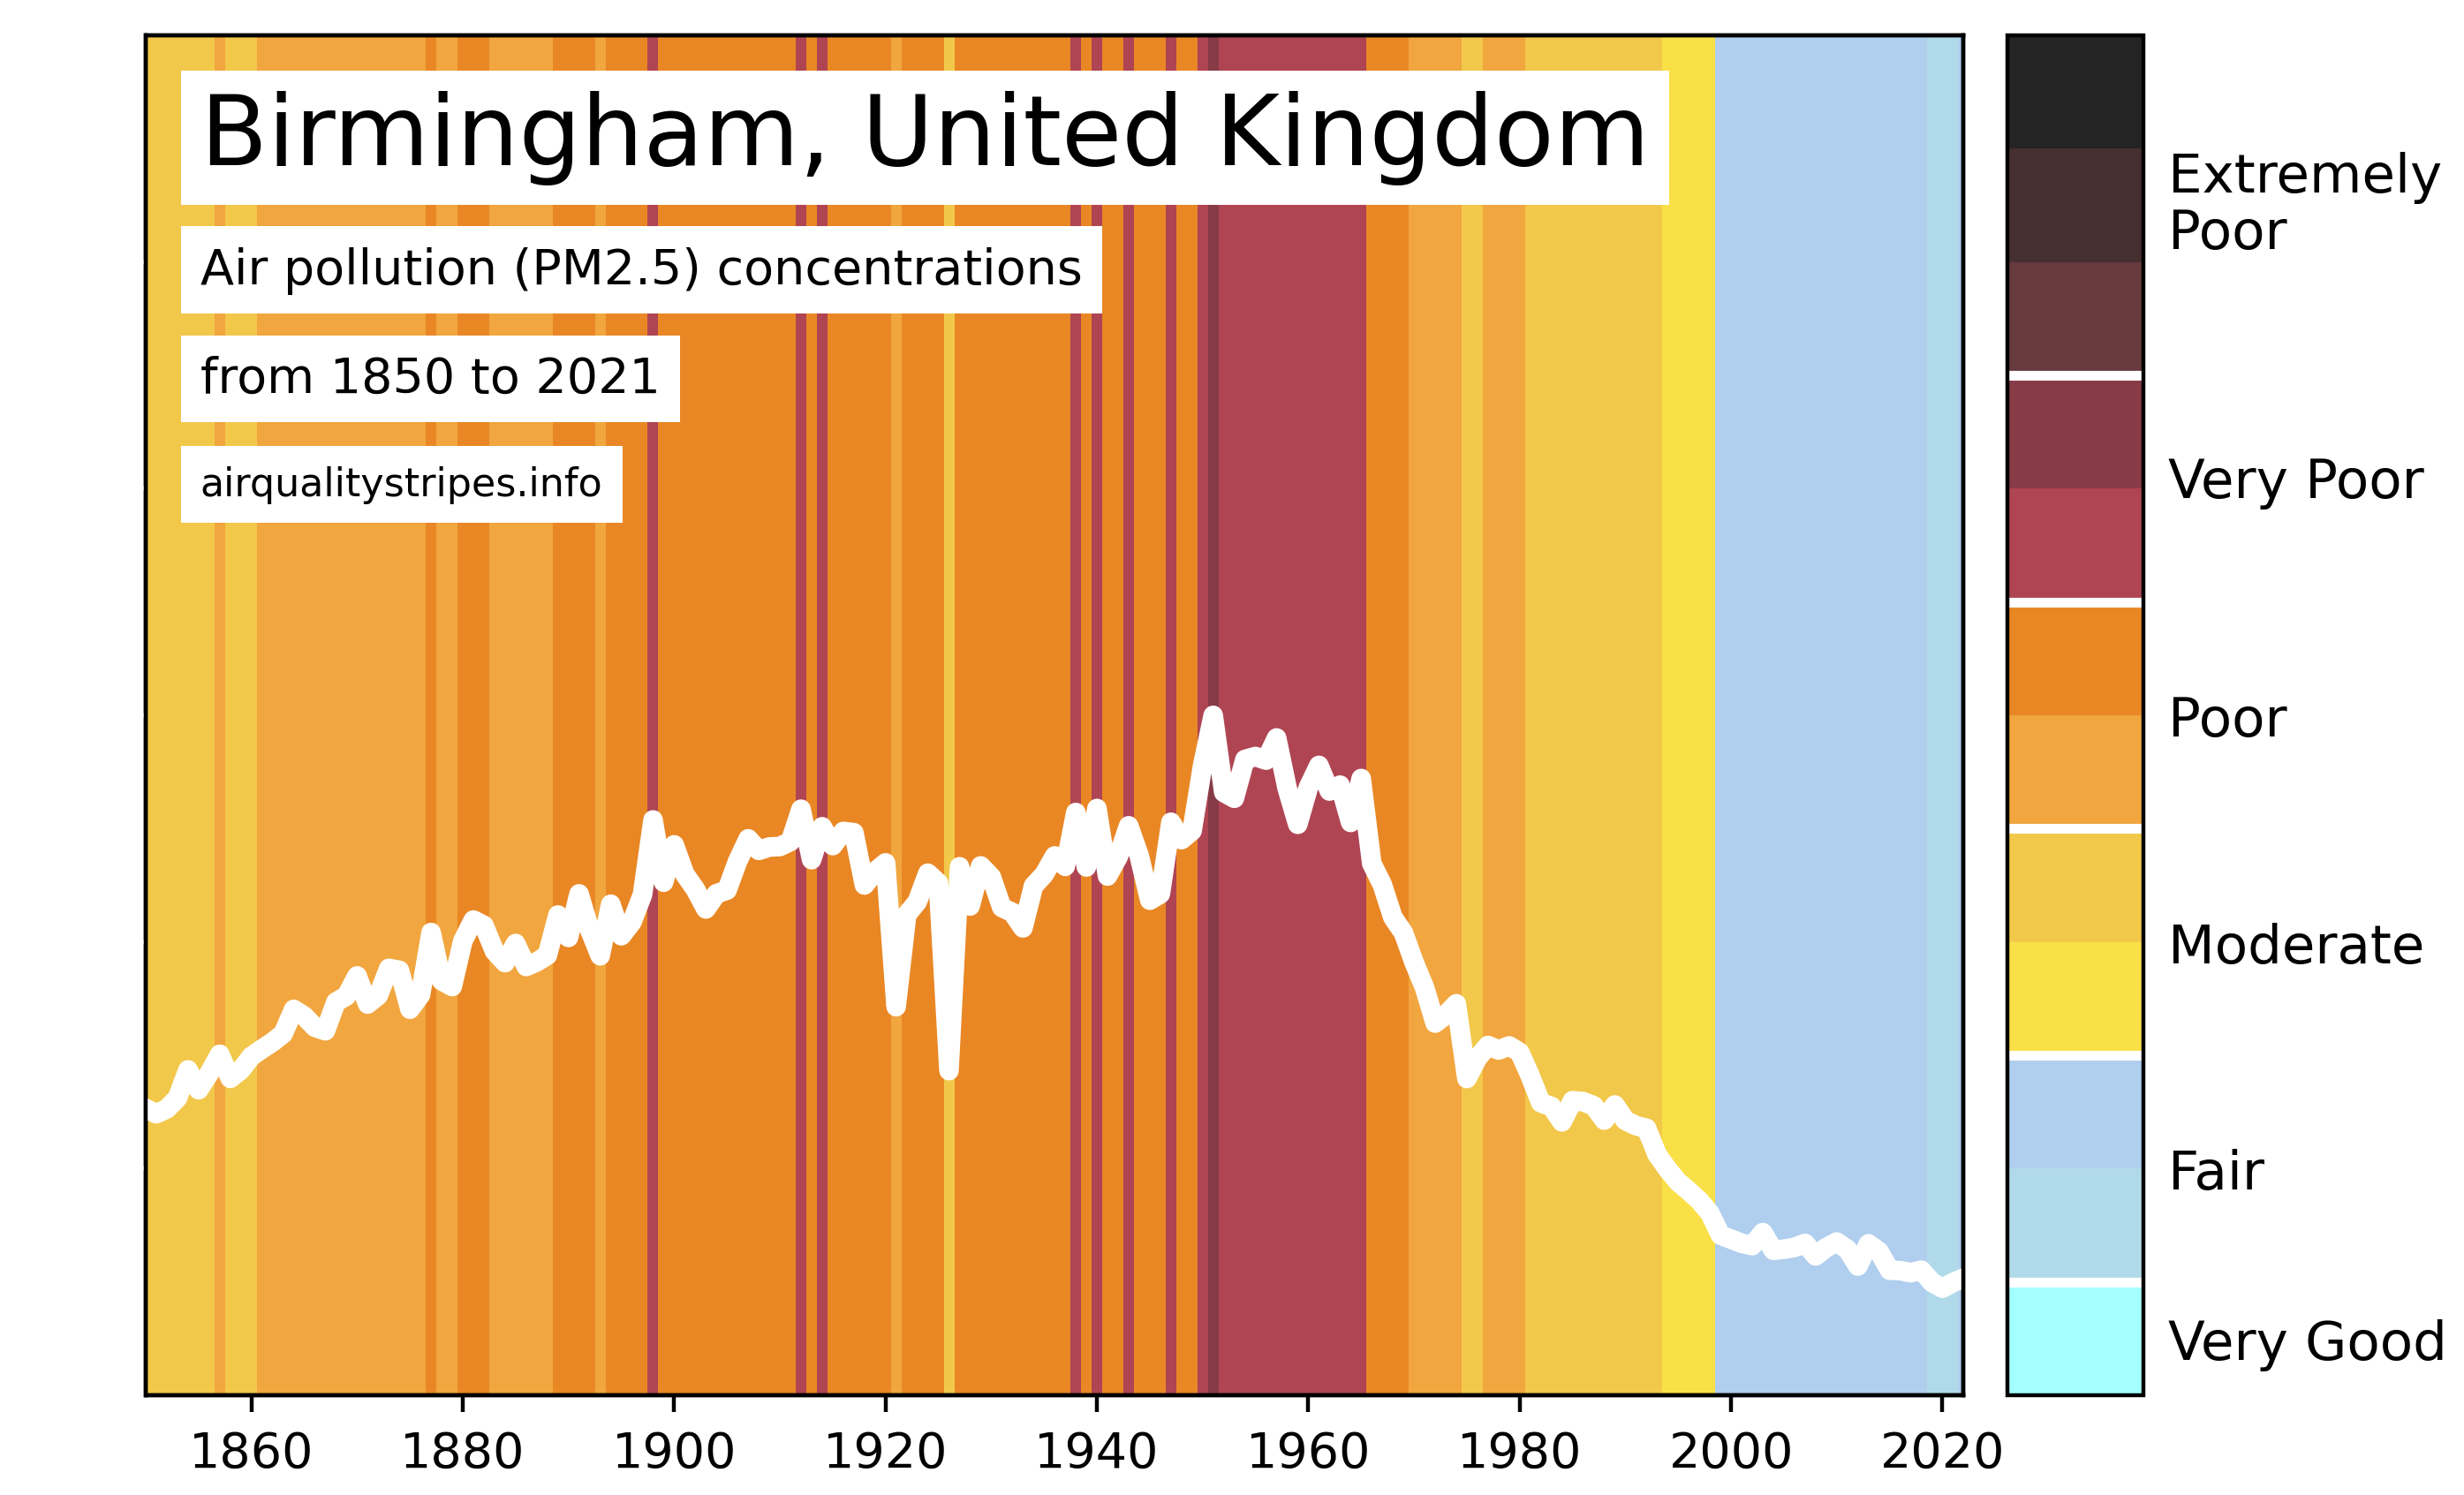 Birmingham, United Kingdom
Air pollution (PM2.5) concentrations
from 1850 to 2021
airqualitystripes.info
Extremely
Poor
Very Poor
Poor
Moderate
Fair
Very Good
1860 1880 1900 1920 1940 1960 1980 2000 2020